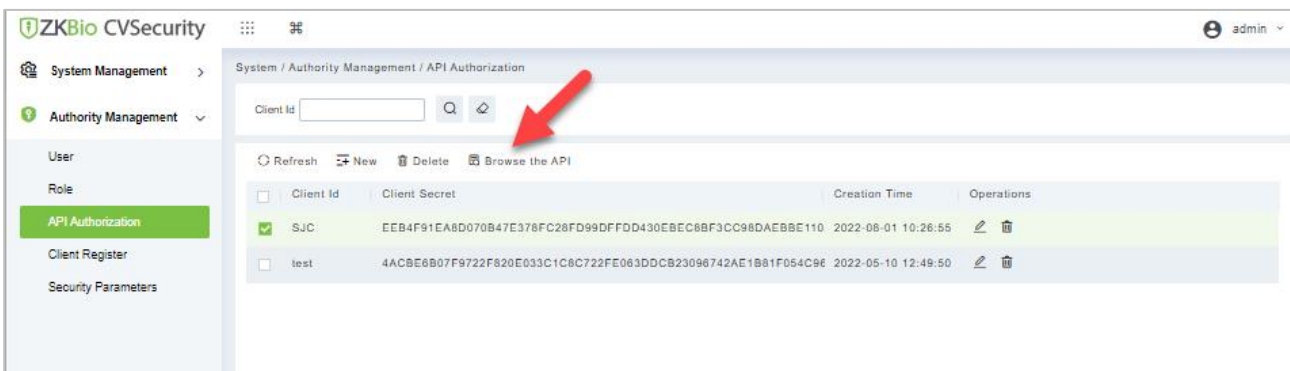 ZKBio CVSecurity
admin
System Management
System / Authority Management / API Authorization
Authority Management
Client Id
User
Refresh New Delete Browse the API
Role
Client Id Client Secret Creation Time Operations
API Authorization
SJC EEB4F91EA8D070B47E378FC28FD99DFFDD430EBEC8BF3CC98DAEBBE110 2022-08-01 10:26:55
Client Register
test 4ACBE6B07F9722F820E033C1C8C722FE063DDCB23096742AE1B81F054C96 2022-05-10 12:49:50
Security Parameters